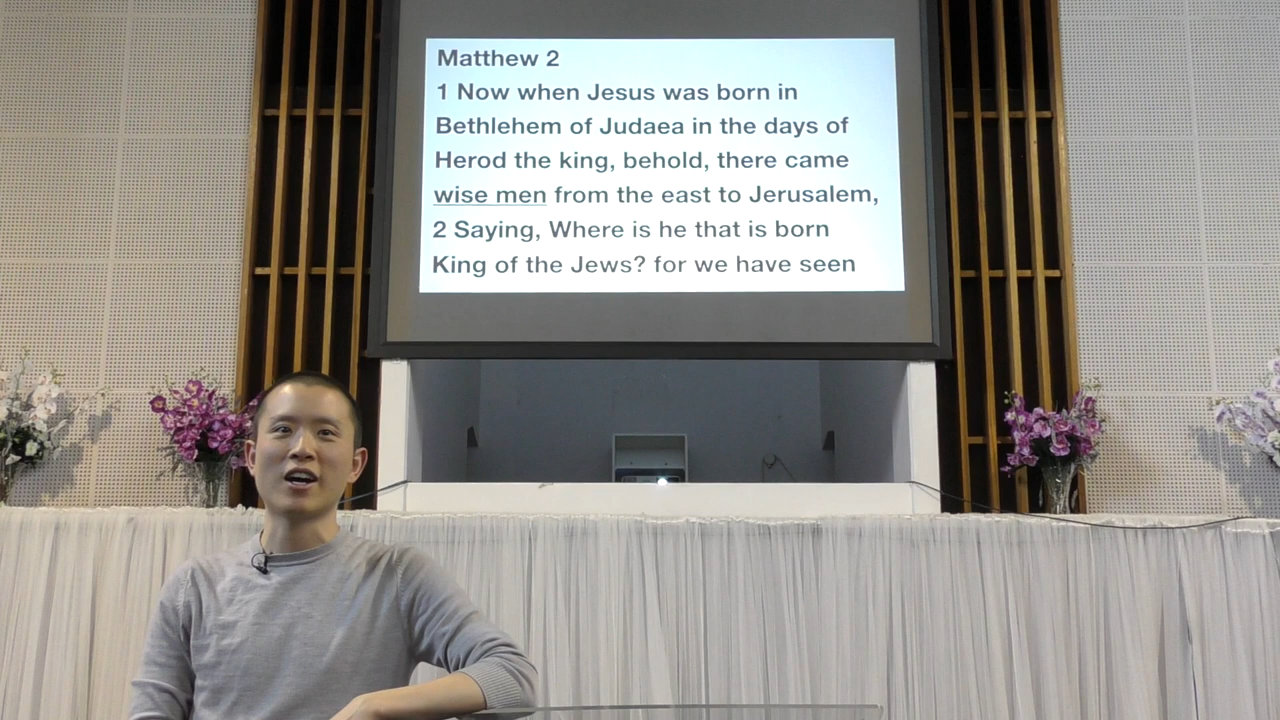 Matthew 2
1 Now when Jesus was born in
Bethlehem of Judaea in the days of
Herod the king, behold, there came
wise men from the east to Jerusalem,
2 Saying, Where is he that is born
King of the Jews? for we have seen